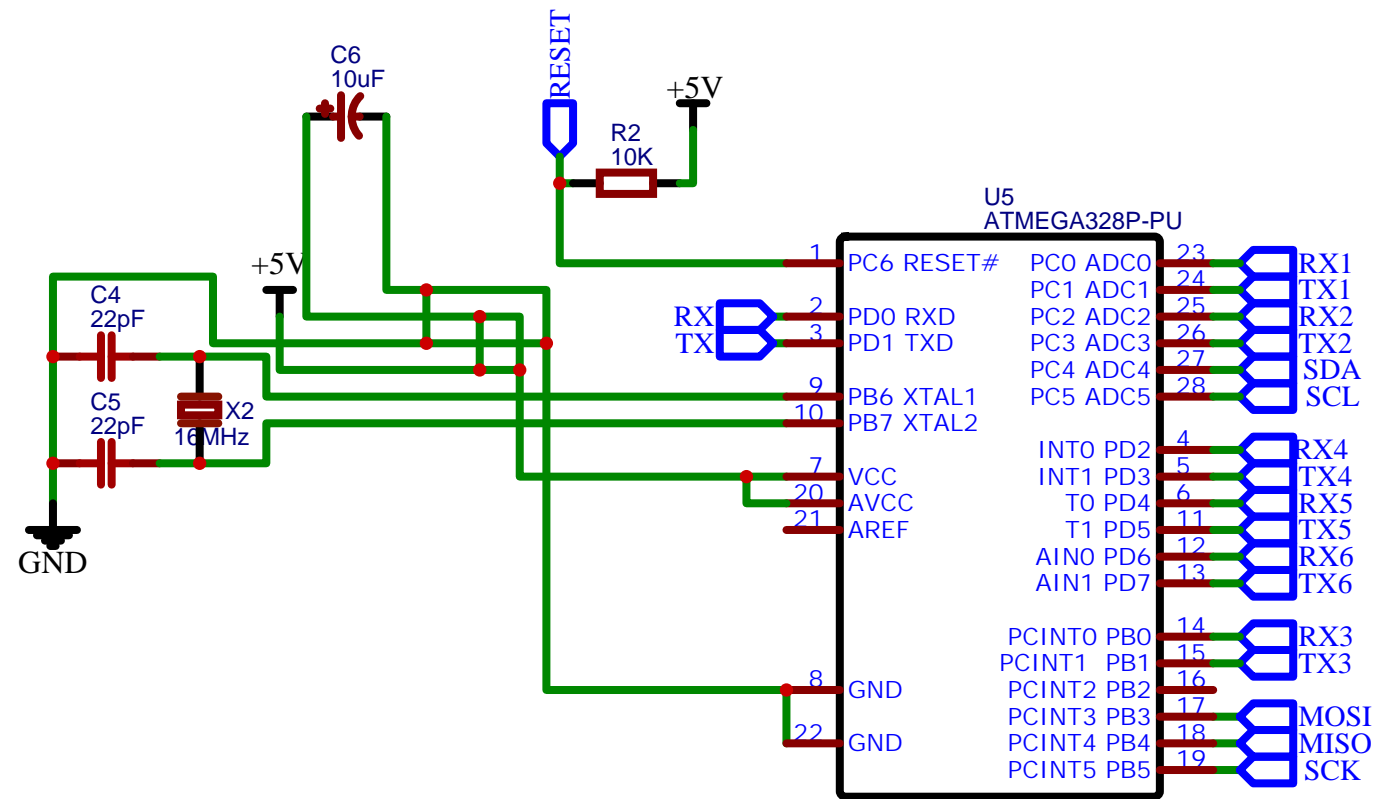 C6
10uF
RESET
+5V
R2
10K
U5
ATMEGA328P-PU
+5V
C4
22pF
C5
22pF
X2
16MHz
GND
RX
TX
1 PC6 RESET# PC0 ADC0 23 RX1
PC1 ADC1 24 TX1
2 PD0 RXD PC2 ADC2 25 RX2
3 PD1 TXD PC3 ADC3 26 TX2
PC4 ADC4 27 SDA
9 PB6 XTAL1 PC5 ADC5 28 SCL
10 PB7 XTAL2
INT0 PD2 4 RX4
7 VCC INT1 PD3 5 TX4
20 AVCC T0 PD4 6 RX5
21 AREF T1 PD5 11 TX5
AIN0 PD6 12 RX6
AIN1 PD7 13 TX6
PCINT0 PB0 14 RX3
PCINT1 PB1 15 TX3
8 GND PCINT2 PB2 16
PCINT3 PB3 17 MOSI
22 GND PCINT4 PB4 18 MISO
PCINT5 PB5 19 SCK